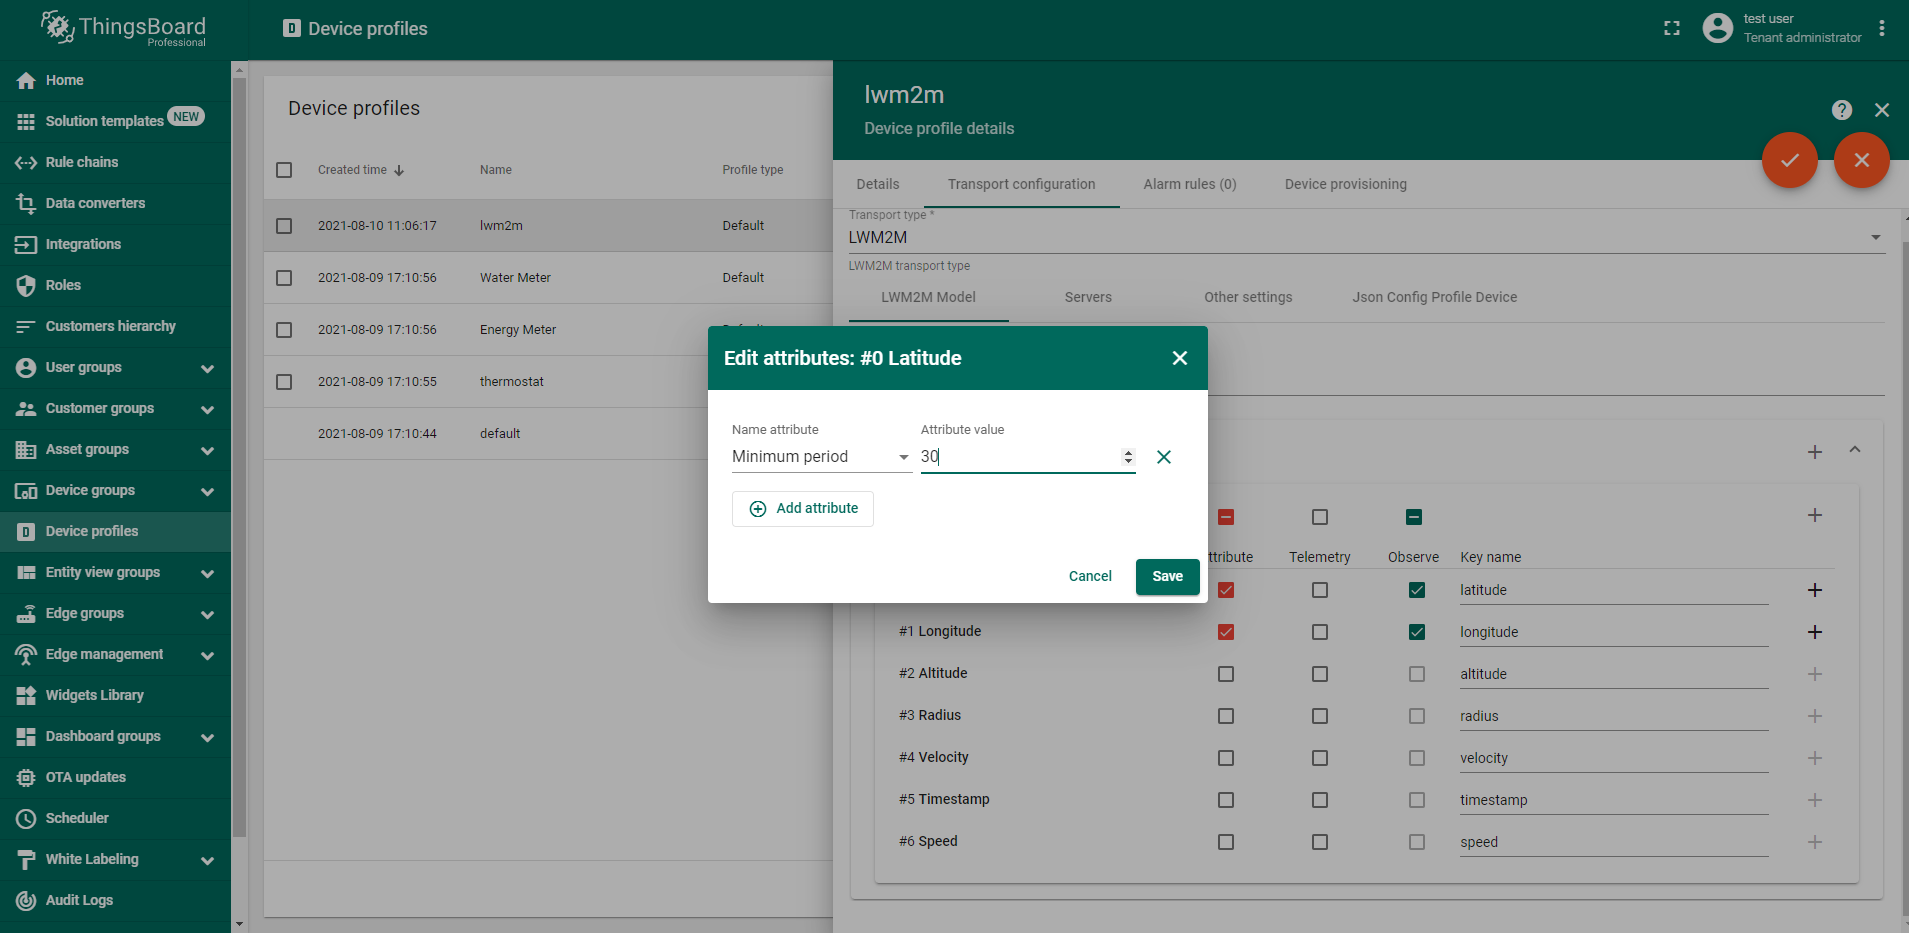 ThingsBoard
Professional
Device profiles
test user
Tenant administrator
Home
Solution templates NEW
Rule chains
Data converters
Integrations
Roles
Customers hierarchy
User groups
Customer groups
Asset groups
Device groups
Device profiles
Entity view groups
Edge groups
Edge management
Widgets Library
Dashboard groups
OTA updates
Scheduler
White Labeling
Audit Logs
Device profiles
Created time Name Profile type
2021-08-10 11:06:17 lwm2m Default
2021-08-09 17:10:56 Water Meter Default
2021-08-09 17:10:56 Energy Meter
2021-08-09 17:10:55 thermostat
2021-08-09 17:10:44 default
lwm2m
Device profile details
Details Transport configuration Alarm rules (0) Device provisioning
Transport type *
LWM2M
LWM2M transport type
LWM2M Model Servers Other settings Json Config Profile Device
Edit attributes: #0 Latitude
Name attribute Attribute value
Minimum period 30
Add attribute
Cancel Save
ttribute Telemetry Observe Key name
latitude
#1 Longitude longitude
#2 Altitude altitude
#3 Radius radius
#4 Velocity velocity
#5 Timestamp timestamp
#6 Speed speed